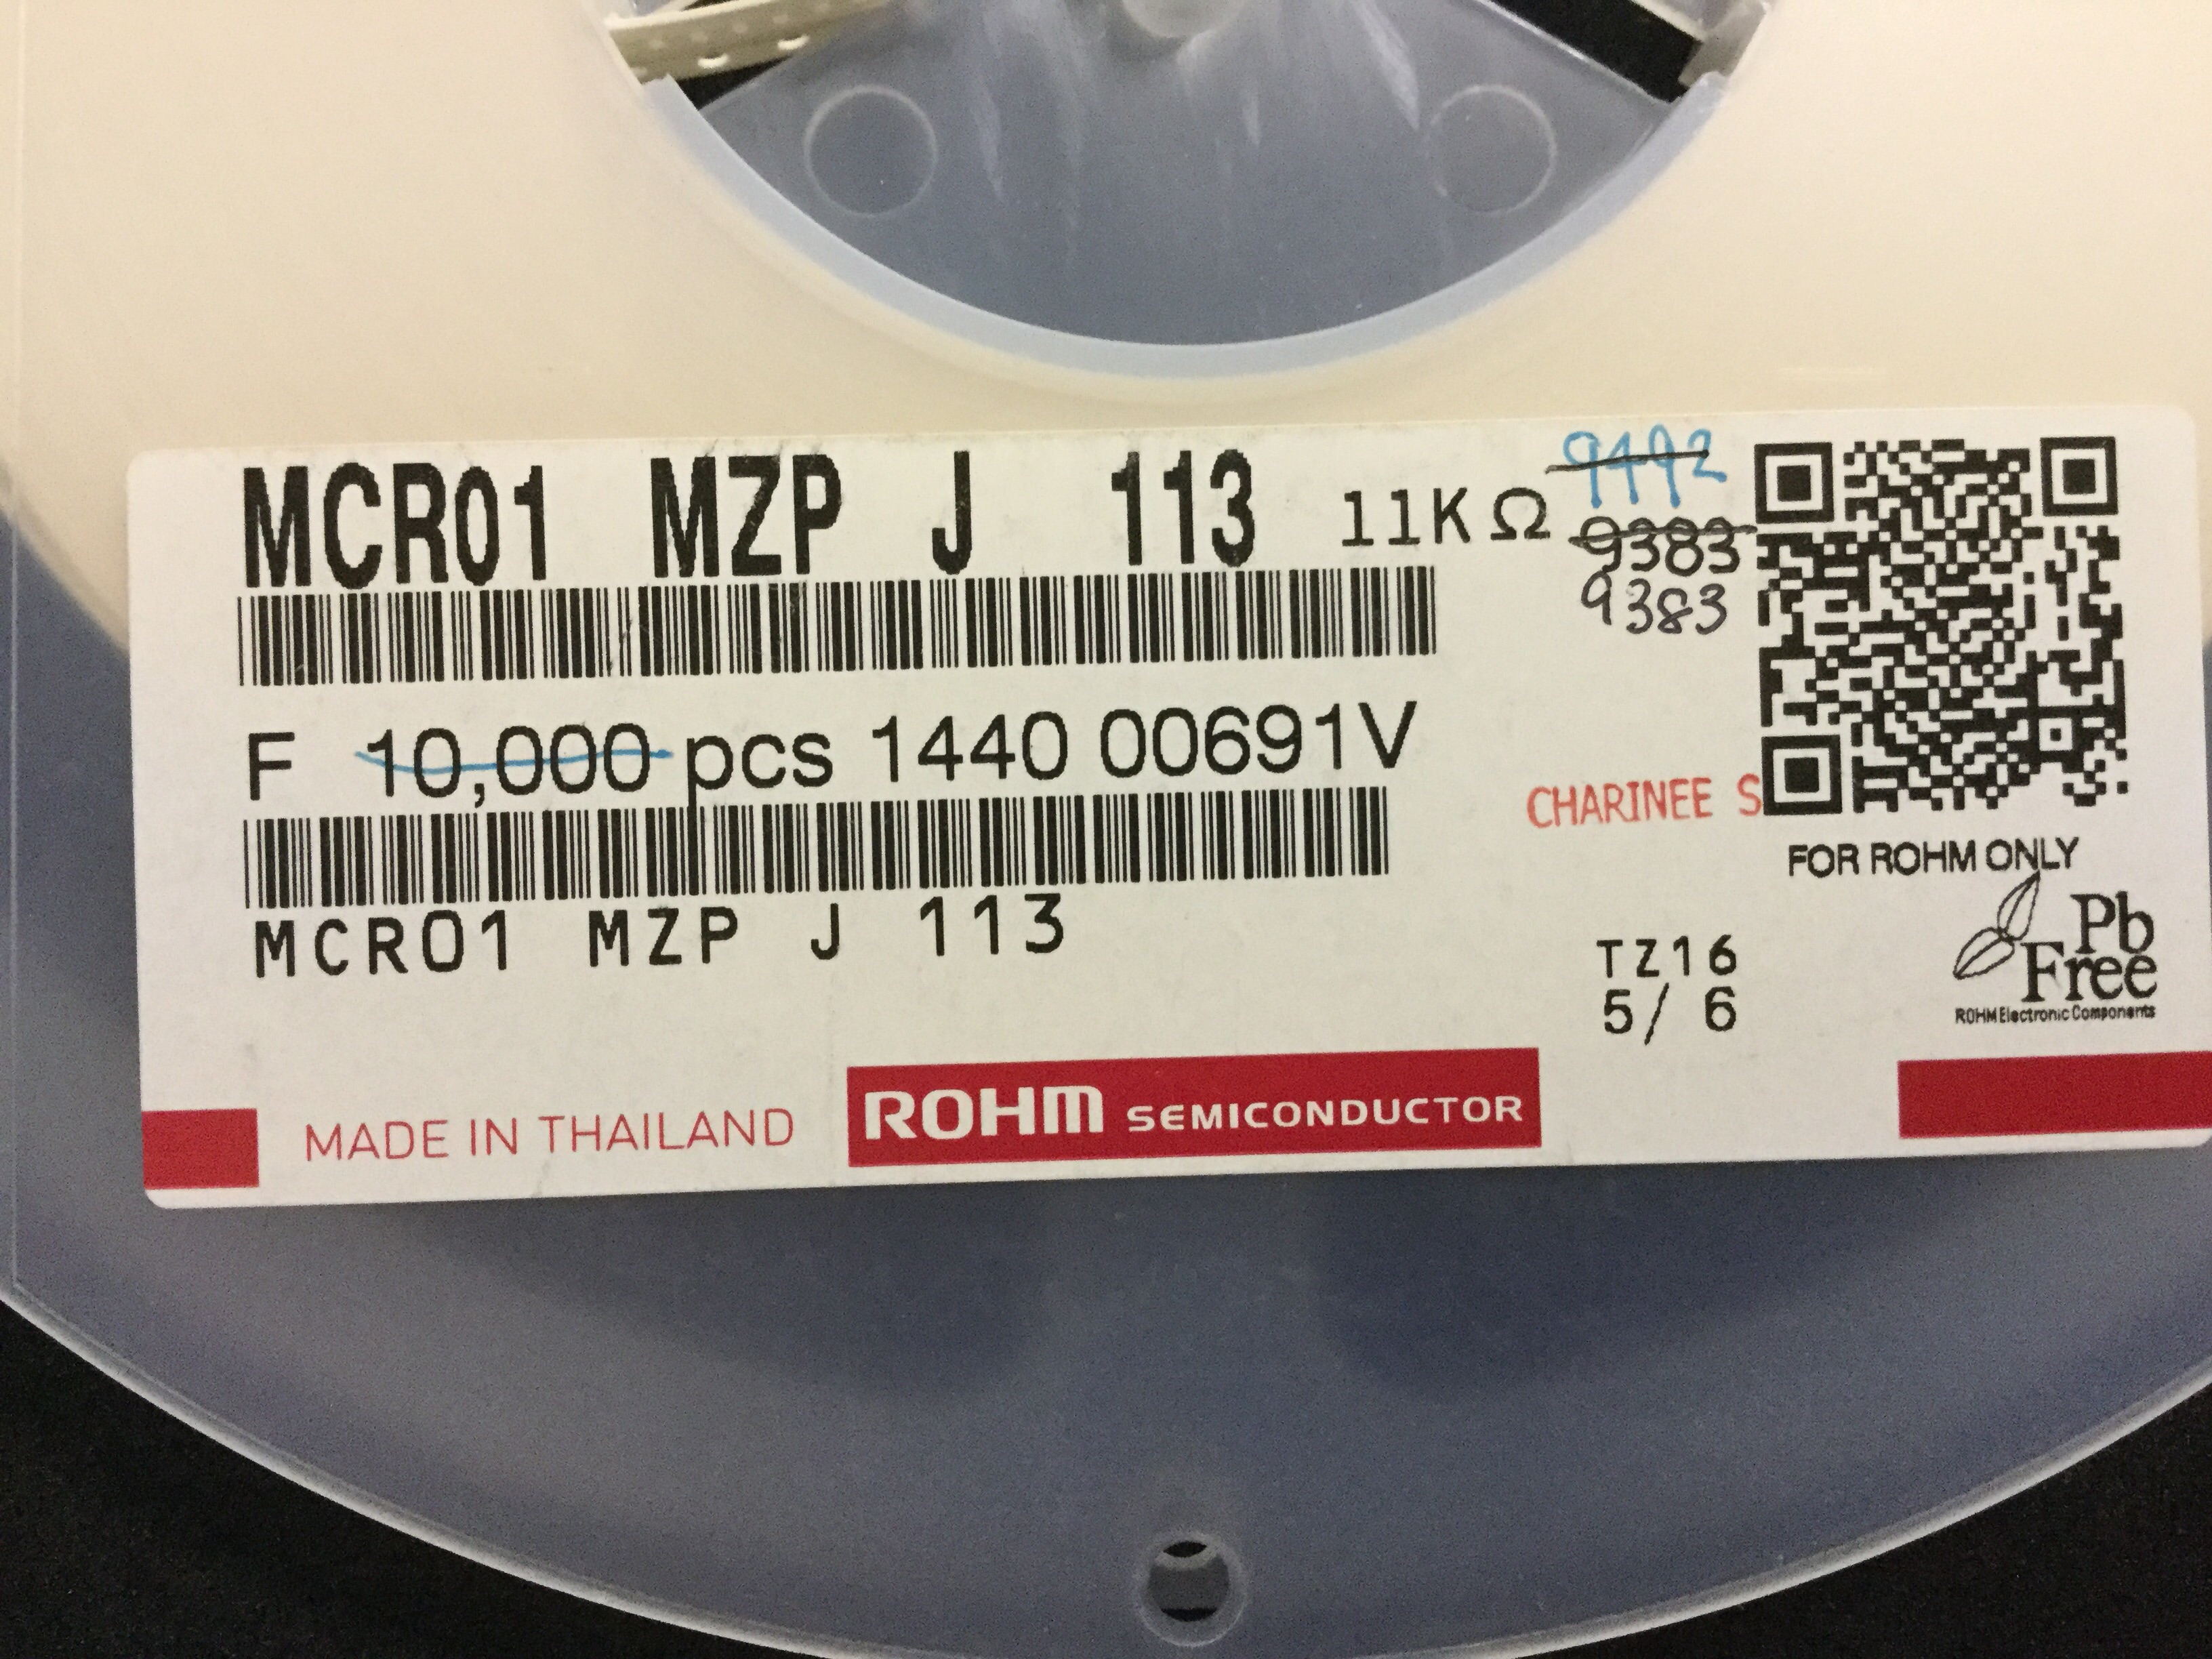 MCR01 MZP J 113 11KΩ
9492
9383
9383
F 10,000 pcs 1440 00691V
CHARINEE S
FOR ROHM ONLY
MCR01 MZP J 113
TZ16
5/ 6
Pb
Free
ROHM Electronic Components
MADE IN THAILAND
ROHM SEMICONDUCTOR